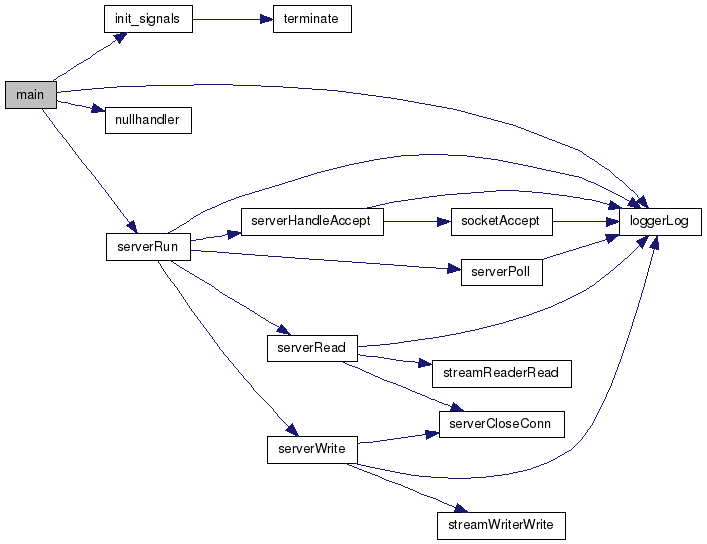 init_signals
terminate
main
nullhandler
serverHandleAccept
socketAccept
loggerLog
serverRun
serverPoll
serverRead
streamReaderRead
serverCloseConn
serverWrite
streamWriterWrite